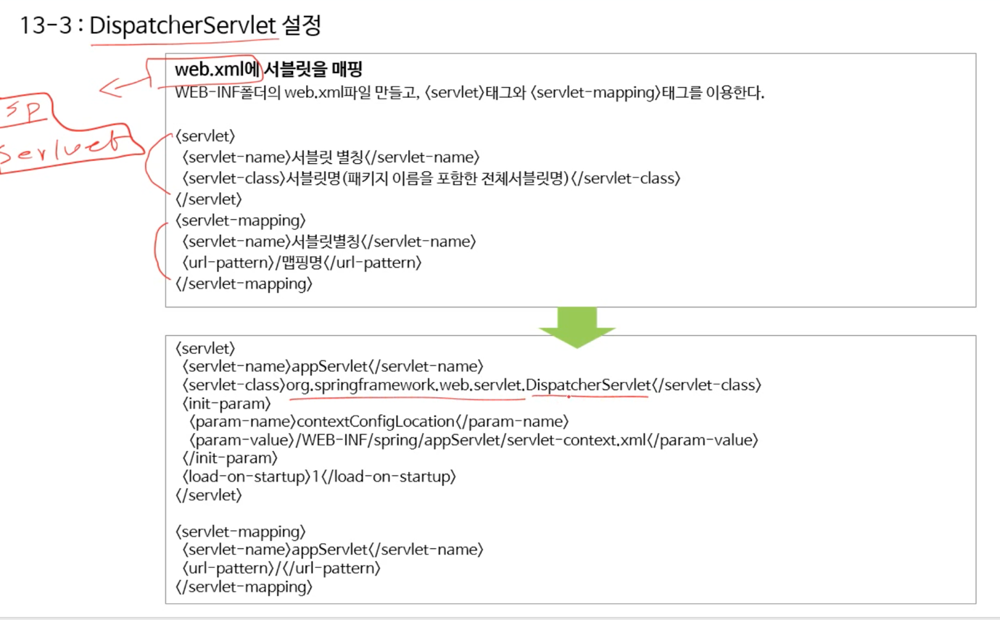 13-3 : DispatcherServlet 설정
web.xml에 서블릿을 매핑
WEB-INF폴더의 web.xml파일 만들고, <servlet>태그와 <servlet-mapping>태그를 이용한다.
sp
Serlvet
<servlet>
<servlet-name>서블릿 별칭</servlet-name>
<servlet-class>서블릿명(패키지 이름을 포함한 전체서블릿명)</servlet-class>
</servlet>
<servlet-mapping>
<servlet-name>서블릿별칭</servlet-name>
<url-pattern>/맵핑명</url-pattern>
</servlet-mapping>
<servlet>
<servlet-name>appServlet</servlet-name>
<servlet-class>org.springframework.web.servlet.DispatcherServlet</servlet-class>
<init-param>
<param-name>contextConfigLocation</param-name>
<param-value>/WEB-INF/spring/appServlet/servlet-context.xml</param-value>
</init-param>
<load-on-startup>1</load-on-startup>
</servlet>
<servlet-mapping>
<servlet-name>appServlet</servlet-name>
<url-pattern>/</url-pattern>
</servlet-mapping>